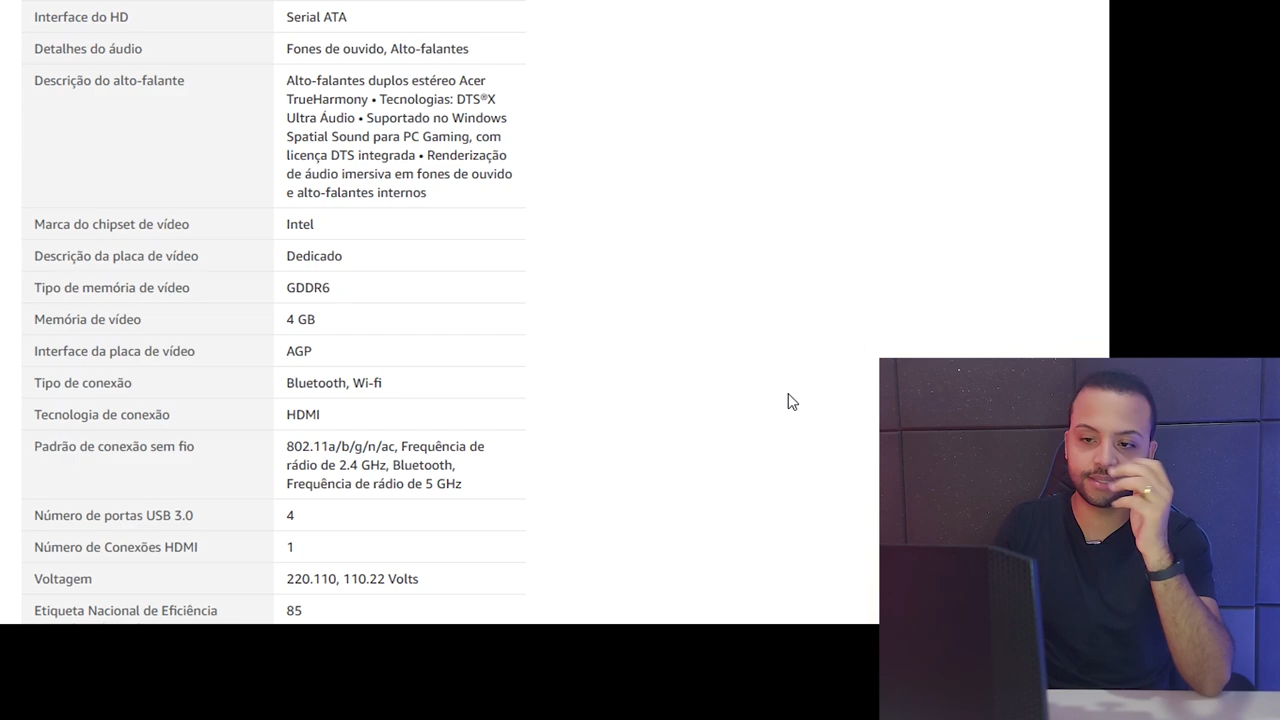 Interface do HD Serial ATA
Detalhes do áudio Fones de ouvido, Alto-falantes
Descrição do alto-falante Alto-falantes duplos estéreo Acer
TrueHarmony • Tecnologias: DTS®X
Ultra Áudio • Suportado no Windows
Spatial Sound para PC Gaming, com
licença DTS integrada • Renderização
de áudio imersiva em fones de ouvido
e alto-falantes internos
Marca do chipset de vídeo Intel
Descrição da placa de vídeo Dedicado
Tipo de memória de vídeo GDDR6
Memória de vídeo 4 GB
Interface da placa de vídeo AGP
Tipo de conexão Bluetooth, Wi-fi
Tecnologia de conexão HDMI
Padrão de conexão sem fio 802.11a/b/g/n/ac, Frequência de
rádio de 2.4 GHz, Bluetooth,
Frequência de rádio de 5 GHz
Número de portas USB 3.0 4
Número de Conexões HDMI 1
Voltagem 220.110, 110.22 Volts
Etiqueta Nacional de Eficiência 85